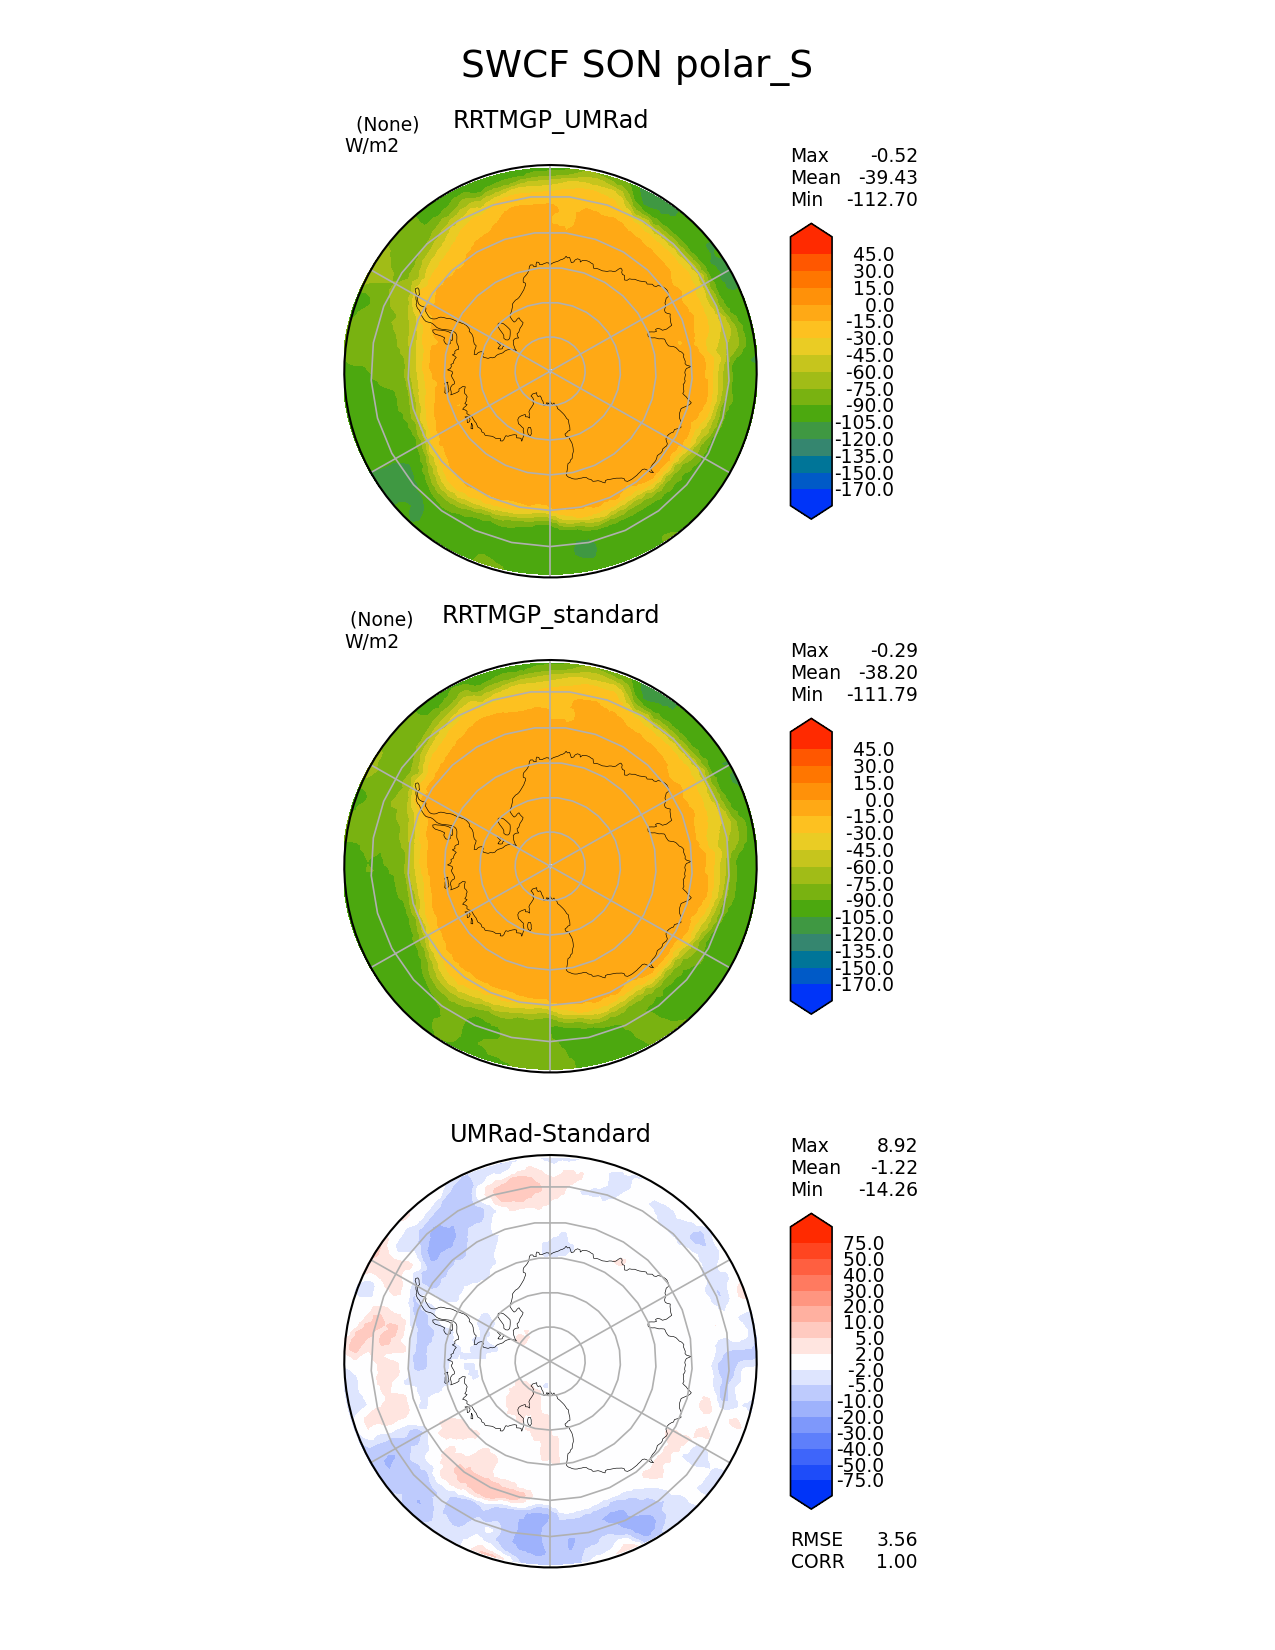 SWCF SON polar_S
(None) RRTMGP_UMRad
W/m2
Max -0.52
Mean -39.43
Min -112.70
45.0
30.0
15.0
0.0
-15.0
-30.0
-45.0
-60.0
-75.0
-90.0
-105.0
-120.0
-135.0
-150.0
-170.0
(None) RRTMGP_standard
W/m2
Max -0.29
Mean -38.20
Min -111.79
45.0
30.0
15.0
0.0
-15.0
-30.0
-45.0
-60.0
-75.0
-90.0
-105.0
-120.0
-135.0
-150.0
-170.0
UMRad-Standard
Max 8.92
Mean -1.22
Min -14.26
75.0
50.0
40.0
30.0
20.0
10.0
5.0
2.0
-2.0
-5.0
-10.0
-20.0
-30.0
-40.0
-50.0
-75.0
RMSE 3.56
CORR 1.00